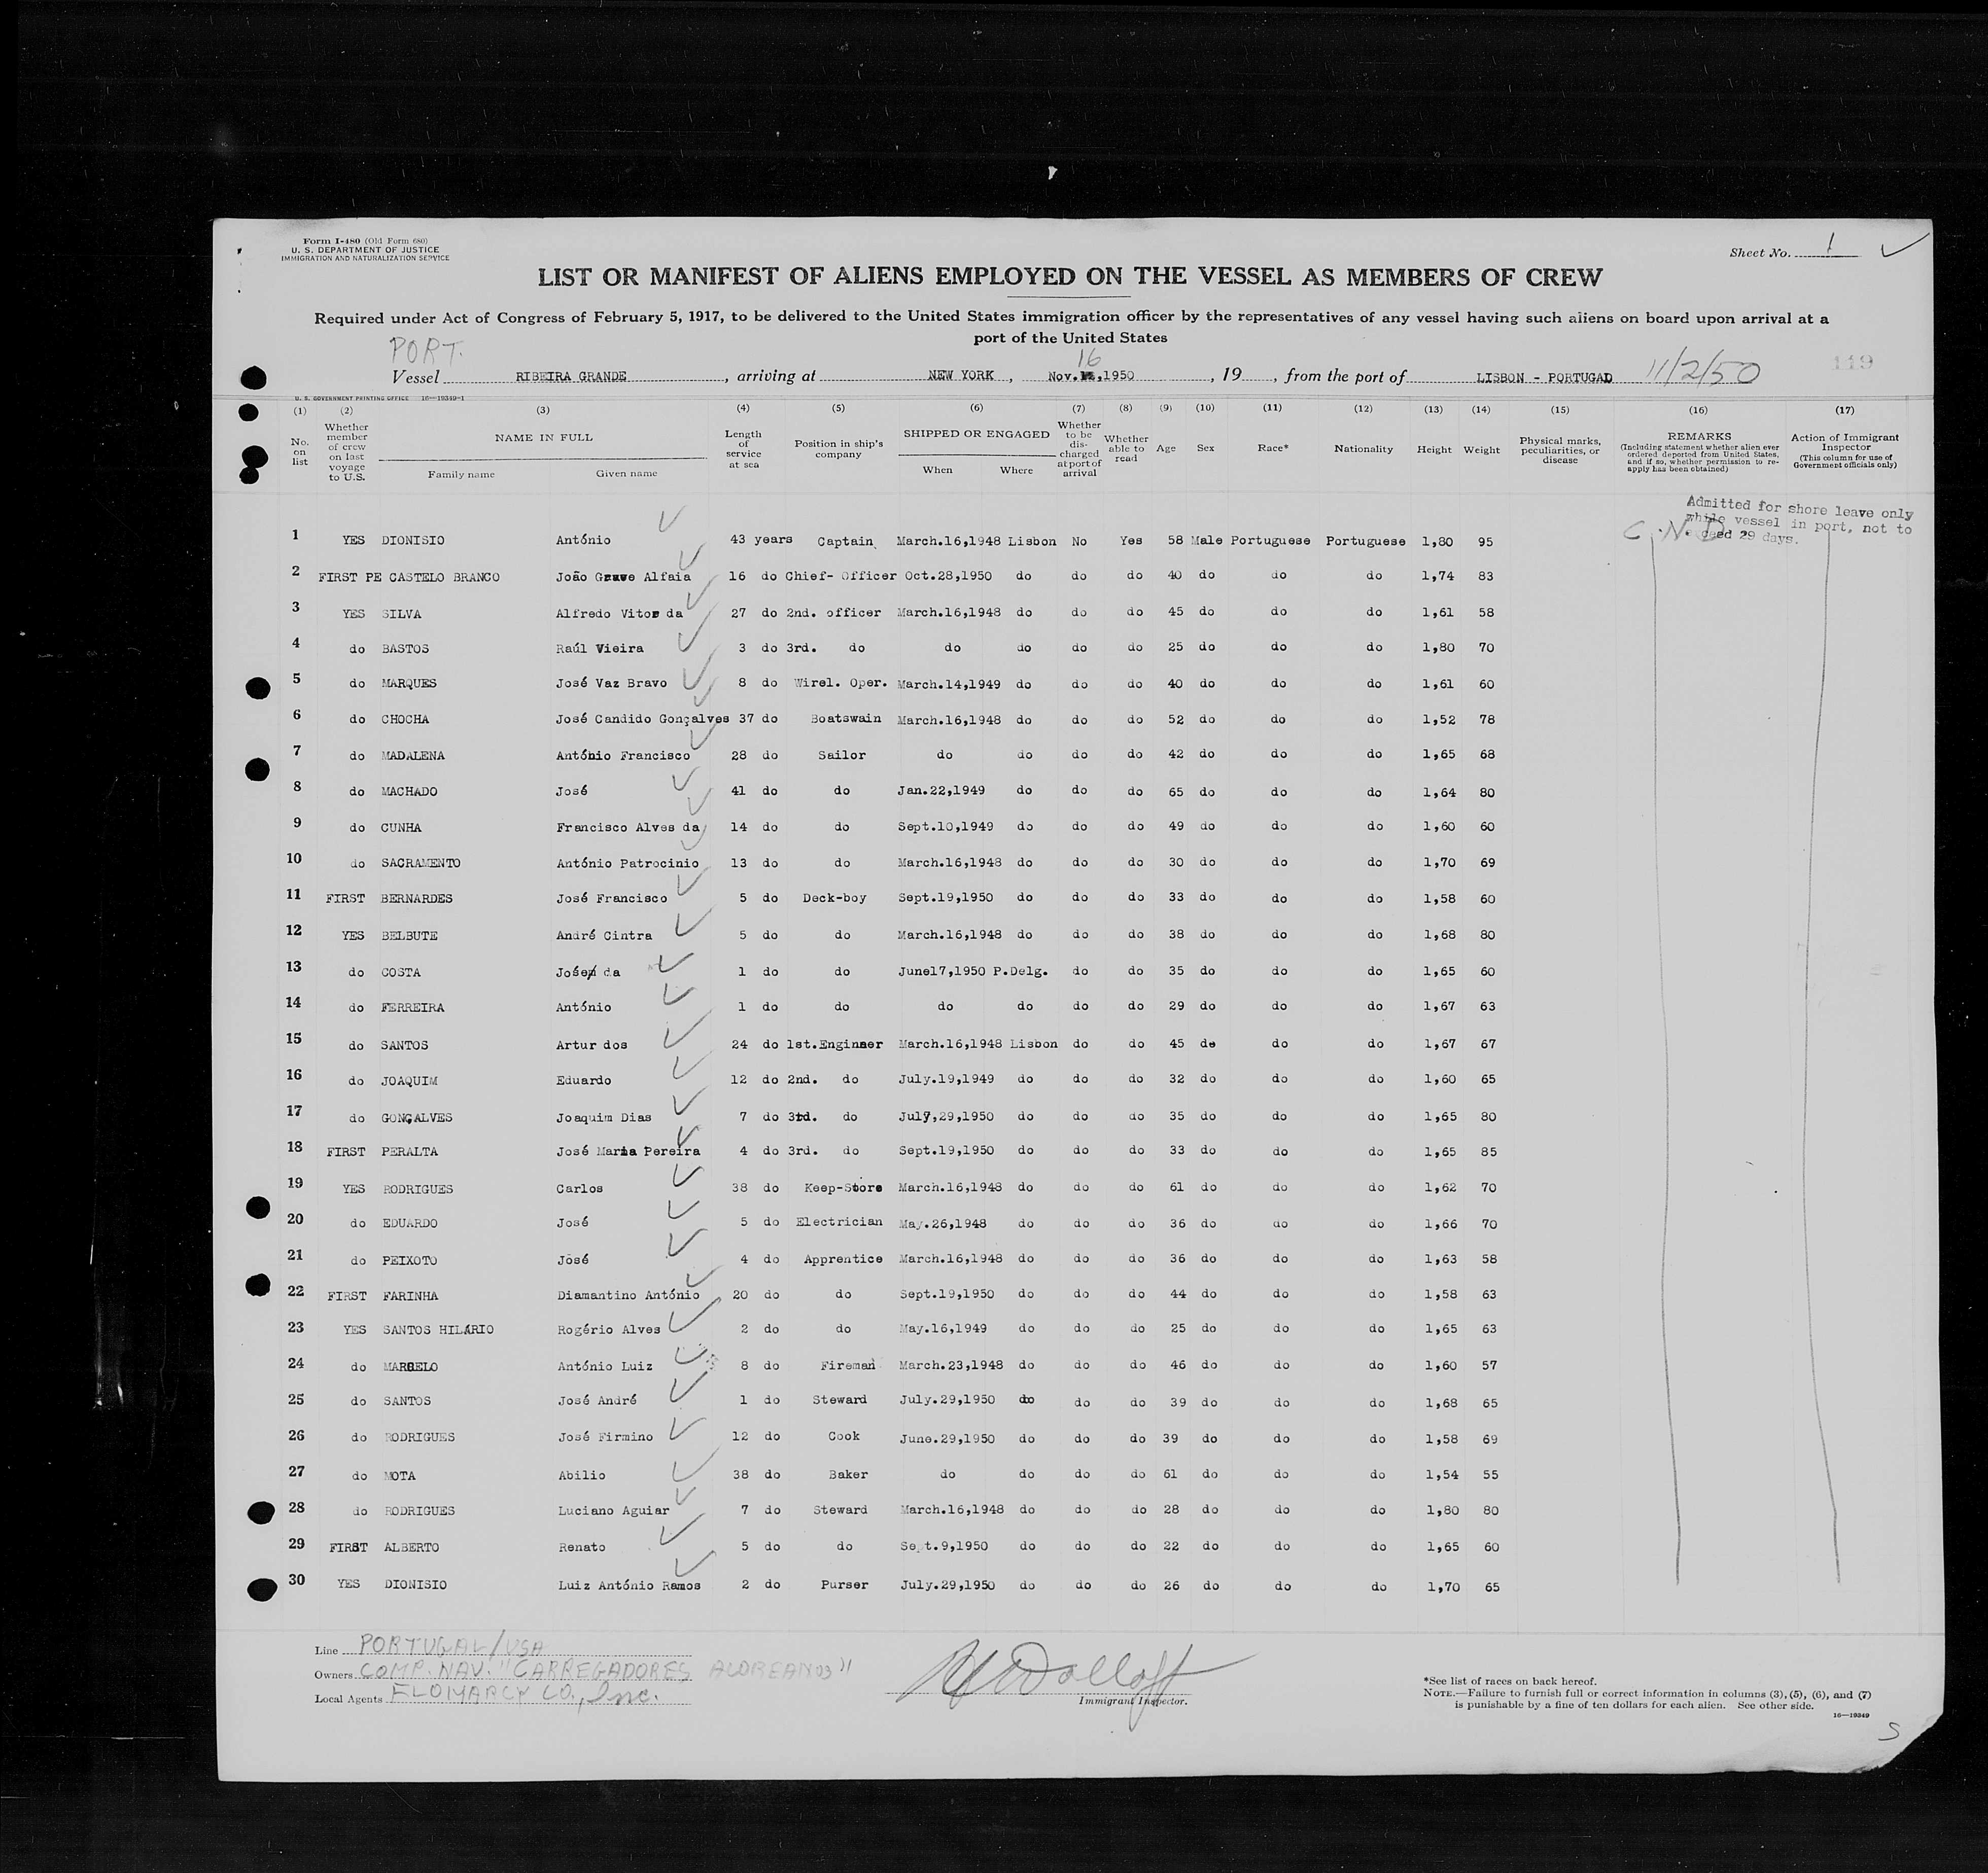 Form I-480 (Old Form 680)
U. S. DEPARTMENT OF JUSTICE
IMMIGRATION AND NATURALIZATION SERVICE
Sheet No. 1
LIST OR MANIFEST OF ALIENS EMPLOYED ON THE VESSEL AS MEMBERS OF CREW
Required under Act of Congress of February 5, 1917, to be delivered to the United States immigration officer by the representatives of any vessel having such aliens on board upon arrival at a
port of the United States
PORT.
16
Vessel RIBEIRA GRANDE, arriving at NEW YORK, Nov. ,1950, 19, from the port of LISBON - PORTUGAL 11/2/50 119
U. S. GOVERNMENT PRINTING OFFICE 16—19349-1
(1) (2) (3) (4) (5) (6) (7) (8) (9) (10) (11) (12) (13) (14) (15) (16) (17)
No. on list
Whether member of crew on last voyage to U.S.
NAME IN FULL
Family name Given name
Length of service at sea
Position in ship's company
SHIPPED OR ENGAGED
When Where
Whether to be discharged at port of arrival
Whether able to read
Age
Sex
Race*
Nationality
Height
Weight
Physical marks, peculiarities, or disease
REMARKS
(Including statement whether alien ever ordered deported from United States, and if so, whether permission to reapply has been obtained)
Action of Immigrant Inspector
(This column for use of Government officials only)
Admitted for shore leave only
while vessel in port, not to
29 days.
C.N.D.
1 YES DIONISIO António 43 years Captain March.16,1948 Lisbon No Yes 58 Male Portuguese Portuguese 1,80 95
2 FIRST PE CASTELO BRANCO João Grave Alfaia 16 do Chief- Officer Oct.28,1950 do do do 40 do do do 1,74 83
3 YES SILVA Alfredo Vitor da 27 do 2nd. officer March.16,1948 do do do 45 do do do 1,61 58
4 do BASTOS Raúl Vieira 3 do 3rd. do do do do do 25 do do do 1,80 70
5 do MARQUES José Vaz Bravo 8 do Wirel. Oper. March.14,1949 do do do 40 do do do 1,61 60
6 do CHOCHA José Candido Gonçalves 37 do Boatswain March.16,1948 do do do 52 do do do 1,52 78
7 do MADALENA António Francisco 28 do Sailor do do do do 42 do do do 1,65 68
8 do MACHADO José 41 do do Jan.22,1949 do do do 65 do do do 1,64 80
9 do CUNHA Francisco Alves da 14 do do Sept.10,1949 do do do 49 do do do 1,60 60
10 do SACRAMENTO António Patrocinio 13 do do March.16,1948 do do do 30 do do do 1,70 69
11 FIRST BERNARDES José Francisco 5 do Deck-boy Sept.19,1950 do do do 33 do do do 1,58 60
12 YES BELBUTE André Cintra 5 do do March.16,1948 do do do 38 do do do 1,68 80
13 do COSTA José da 1 do do June17,1950 P.Delg. do do 35 do do do 1,65 60
14 do FERREIRA António 1 do do do do do do 29 do do do 1,67 63
15 do SANTOS Artur dos 24 do 1st.Enginner March.16,1948 Lisbon do do 45 do do do 1,67 67
16 do JOAQUIM Eduardo 12 do 2nd. do July.19,1949 do do do 32 do do do 1,60 65
17 do GONÇALVES Joaquim Dias 7 do 3rd. do July,29,1950 do do do 35 do do do 1,65 80
18 FIRST PERALTA José Maria Pereira 4 do 3rd. do Sept.19,1950 do do do 33 do do do 1,65 85
19 YES RODRIGUES Carlos 38 do Keep-Store March.16,1948 do do do 61 do do do 1,62 70
20 do EDUARDO José 5 do Electrician May.26,1948 do do do 36 do do do 1,66 70
21 do PEIXOTO José 4 do Apprentice March.16,1948 do do do 36 do do do 1,63 58
22 FIRST FARINHA Diamantino António 20 do do Sept.19,1950 do do do 44 do do do 1,58 63
23 YES SANTOS HILÁRIO Rogério Alves 2 do do May.16,1949 do do do 25 do do do 1,65 63
24 do António Luiz 8 do Fireman March.23,1948 do do do 46 do do do 1,60 57
25 do SANTOS José André 1 do Steward July.29,1950 do do do 39 do do do 1,68 65
26 do RODRIGUES José Firmino 12 do Cook June.29,1950 do do do 39 do do do 1,58 69
27 do MOTA Abilio 38 do Baker do do do do 61 do do do 1,54 55
28 do RODRIGUES Luciano Aguiar 7 do Steward March.16,1948 do do do 28 do do do 1,80 80
29 FIRST ALBERTO Renato 5 do do Sept.9,1950 do do do 22 do do do 1,65 60
30 YES DIONISIO Luiz António Ramos 2 do Purser July.29,1950 do do do 26 do do do 1,70 65
Line PORTUGAL/USA
Owners COMP. NAV. "CARREGADORES
Local Agents FLOMARCY CO., Inc.
Immigrant Inspector.
*See list of races on back hereof.
NOTE.—Failure to furnish full or correct information in columns (3), (5), (6), and (7)
is punishable by a fine of ten dollars for each alien. See other side.
16—19349
S